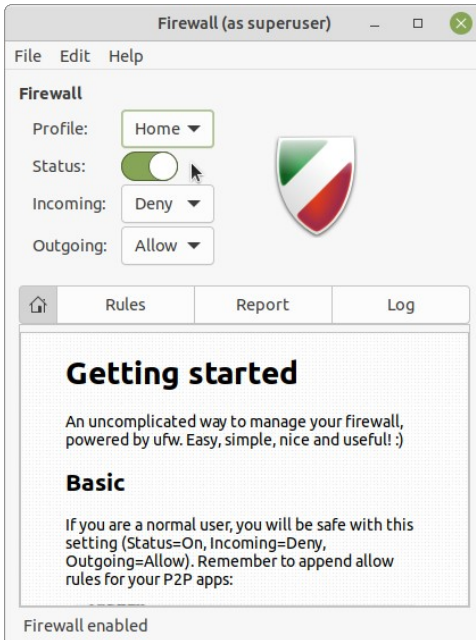 Firewall (as superuser)
File Edit Help
Firewall
Profile: Home
Status:
Incoming: Deny
Outgoing: Allow
Rules Report Log
Getting started
An uncomplicated way to manage your firewall,
powered by ufw. Easy, simple, nice and useful! :)
Basic
If you are a normal user, you will be safe with this
setting (Status=On, Incoming=Deny,
Outgoing=Allow). Remember to append allow
rules for your P2P apps:
Firewall enabled